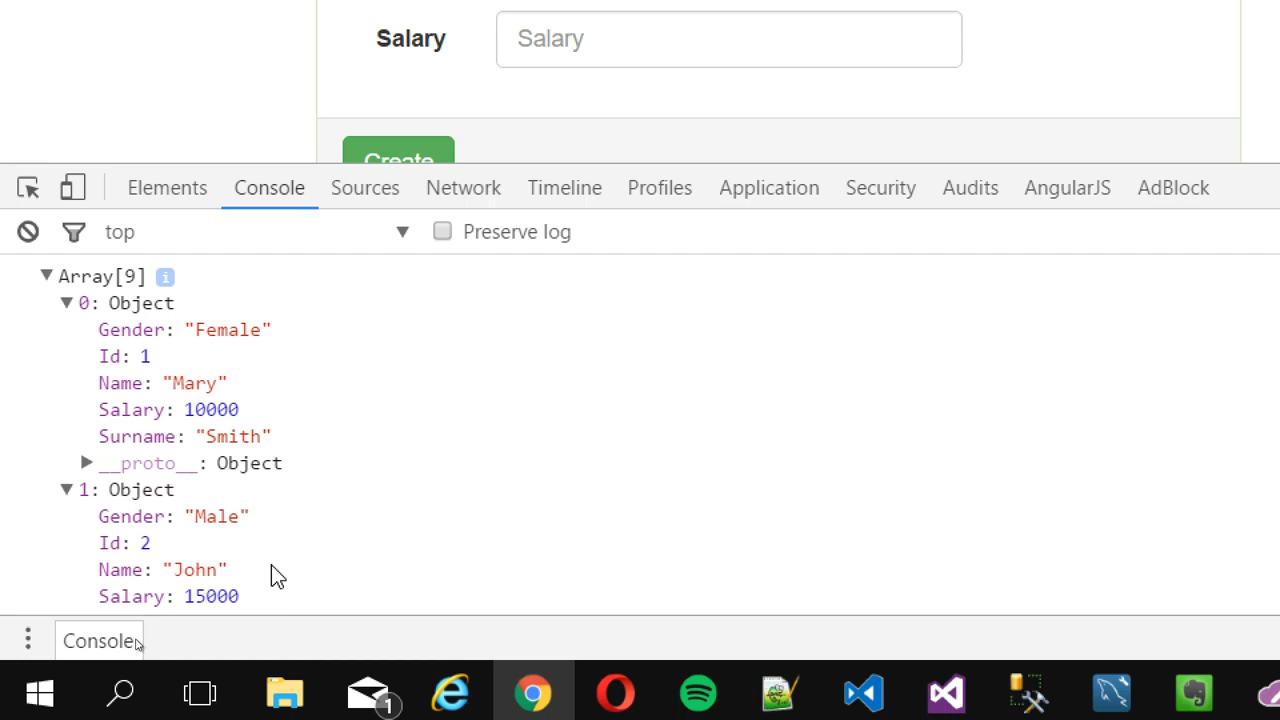 Salary Salary
Create
Elements Console Sources Network Timeline Profiles Application Security Audits AngularJS AdBlock
top Preserve log
Array[9] i
0: Object
Gender: "Female"
Id: 1
Name: "Mary"
Salary: 10000
Surname: "Smith"
__proto__: Object
1: Object
Gender: "Male"
Id: 2
Name: "John"
Salary: 15000
Console
1